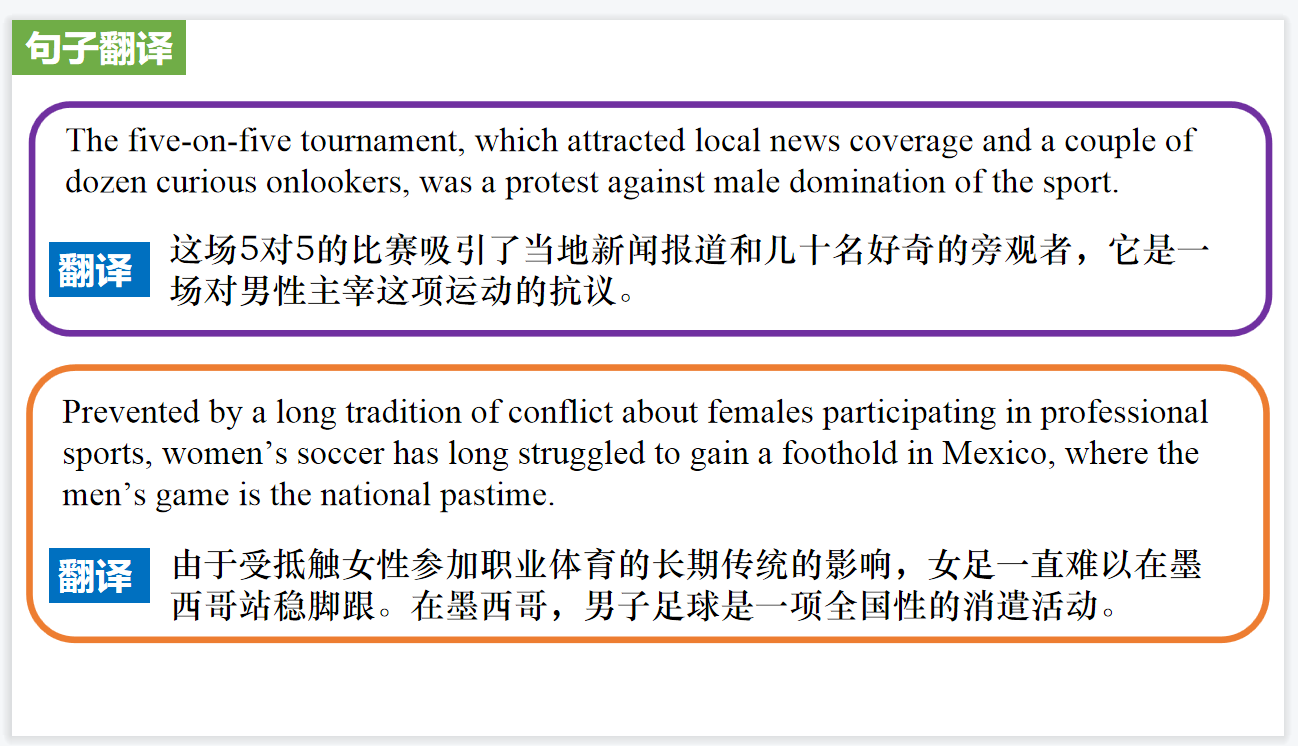 句子翻译
The five-on-five tournament, which attracted local news coverage and a couple of
dozen curious onlookers, was a protest against male domination of the sport.
翻译
这场5对5的比赛吸引了当地新闻报道和几十名好奇的旁观者，它是一
场对男性主宰这项运动的抗议。
Prevented by a long tradition of conflict about females participating in professional
sports, women’s soccer has long struggled to gain a foothold in Mexico, where the
men’s game is the national pastime.
翻译
由于受抵触女性参加职业体育的长期传统的影响，女足一直难以在墨
西哥站稳脚跟。在墨西哥，男子足球是一项全国性的消遣活动。